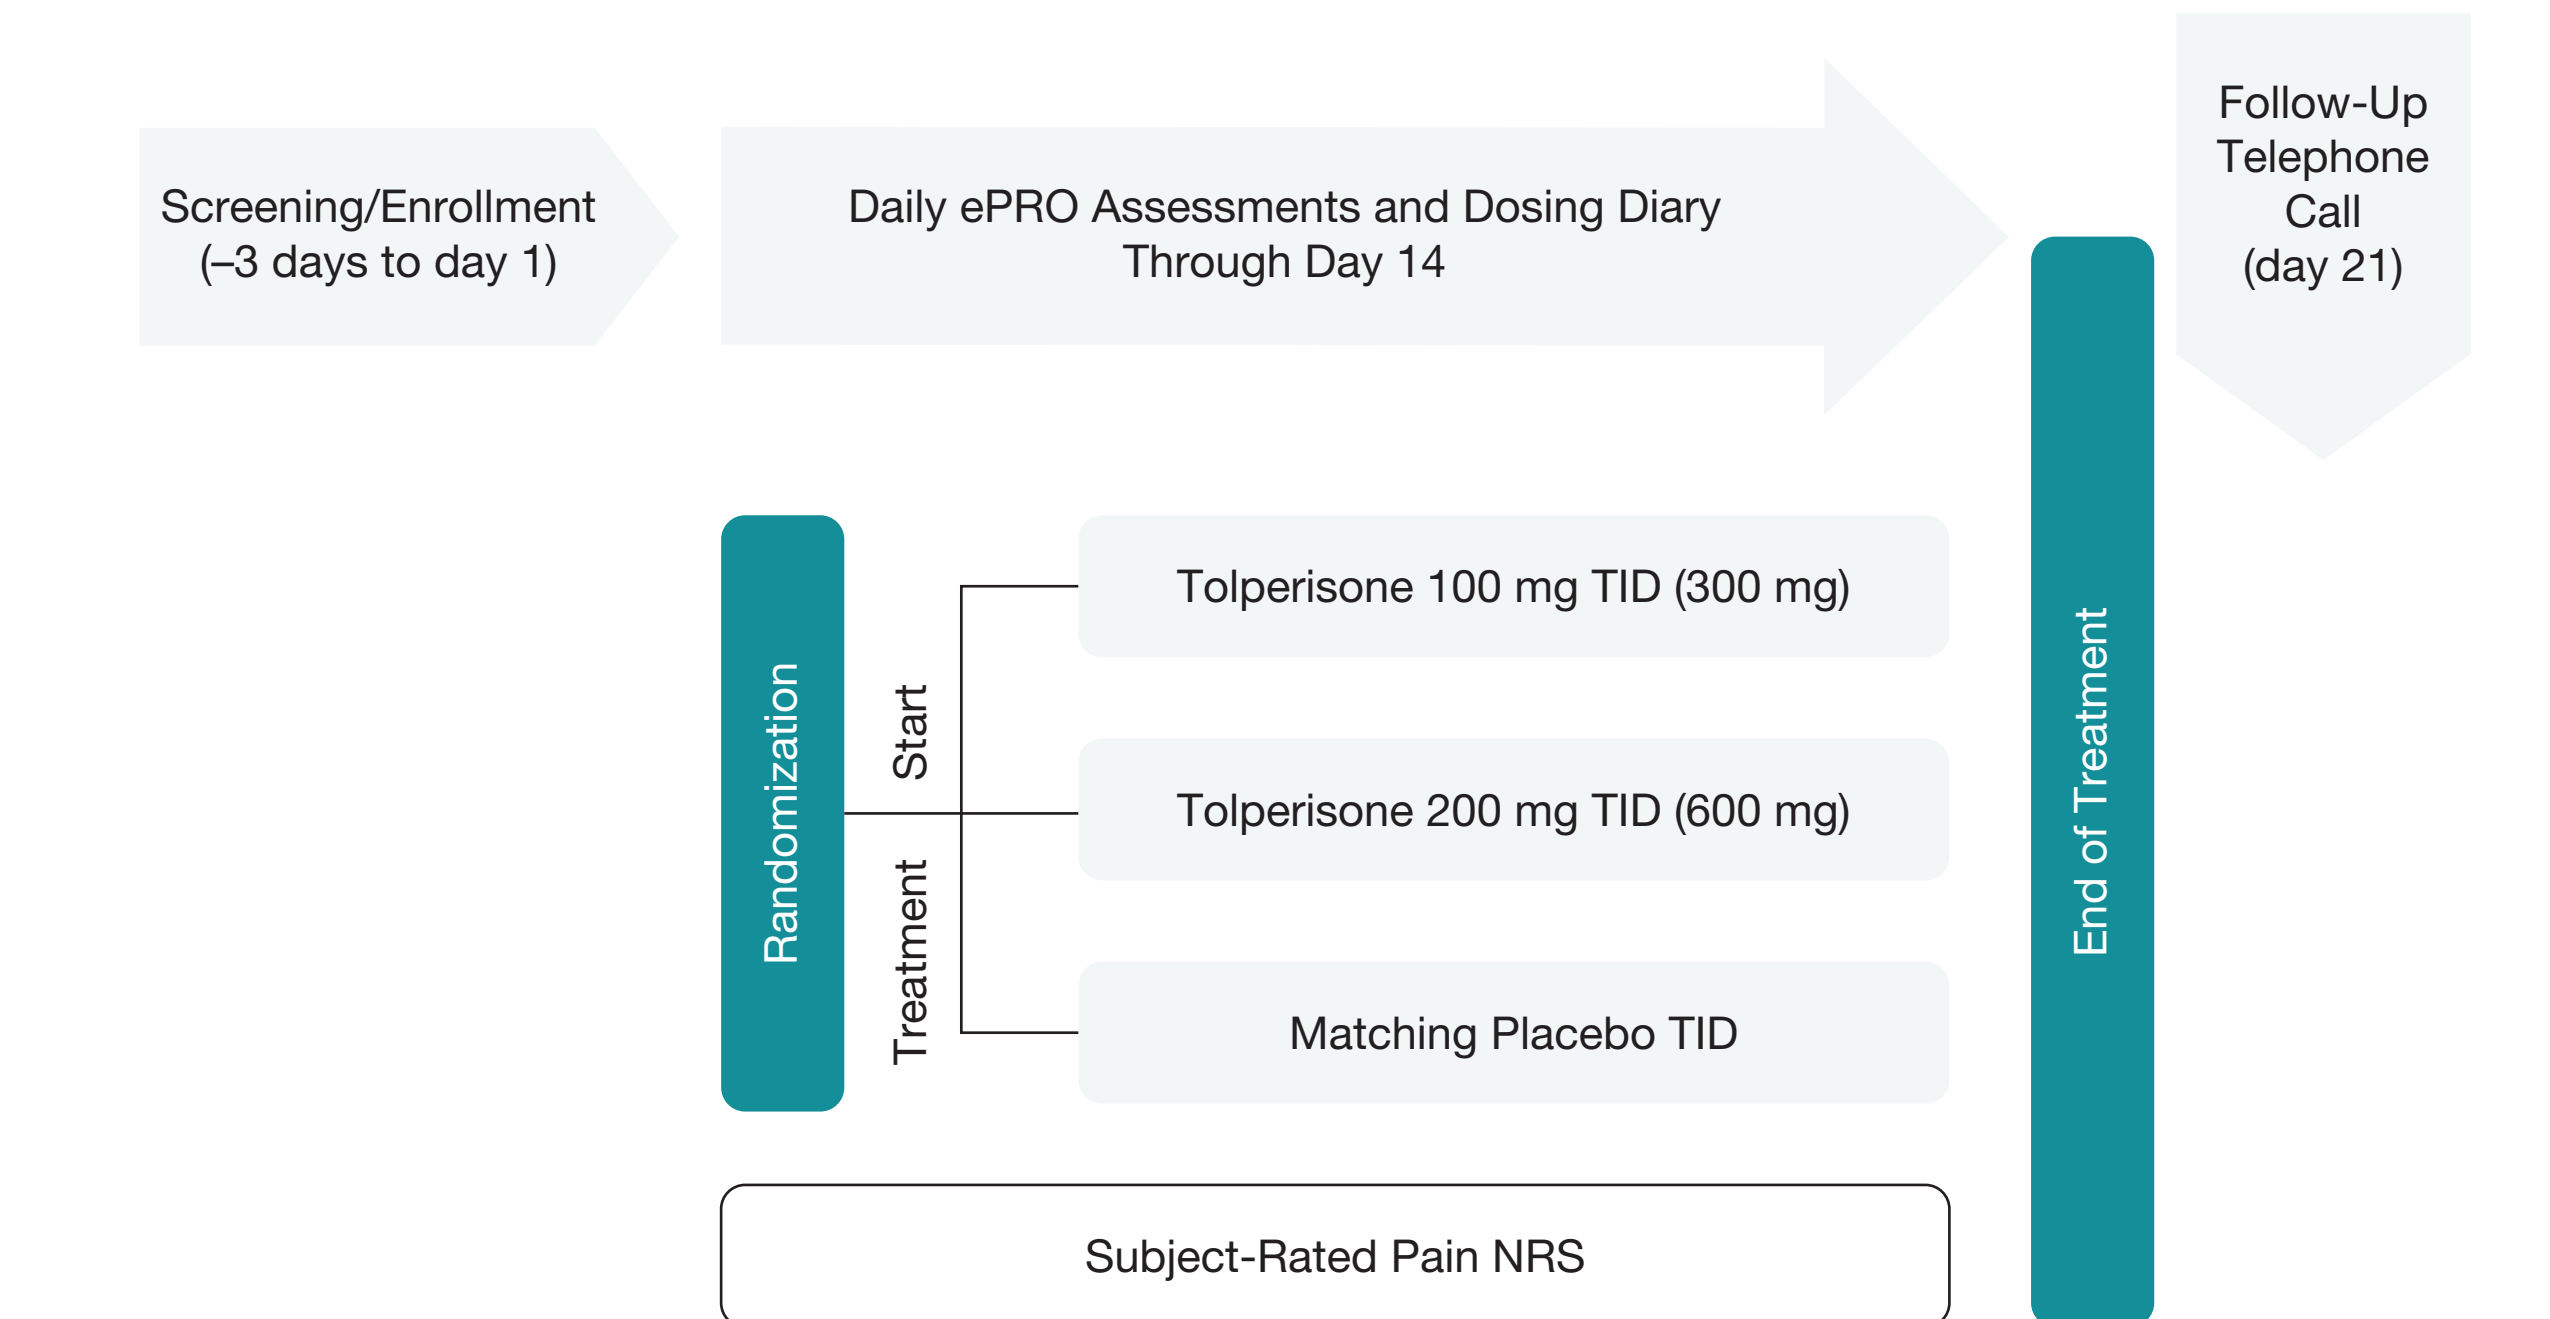 Screening/Enrollment
(–3 days to day 1)
Daily ePRO Assessments and Dosing Diary
Through Day 14
Follow-Up
Telephone
Call
(day 21)
Randomization
Treatment Start
Tolperisone 100 mg TID (300 mg)
Tolperisone 200 mg TID (600 mg)
Matching Placebo TID
End of Treatment
Subject-Rated Pain NRS